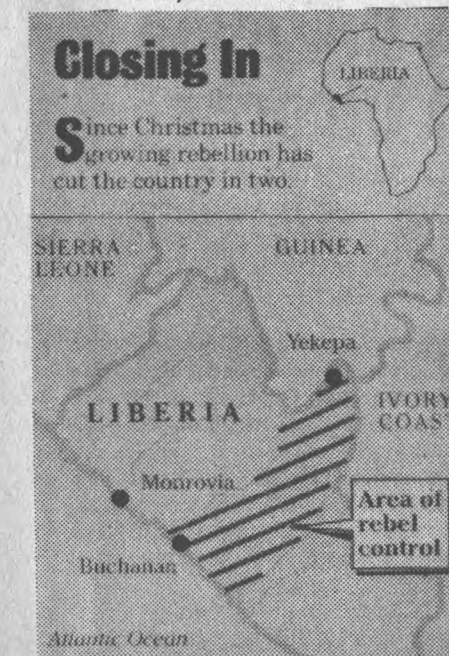 Closing In
LIBERIA
Since Christmas the
growing rebellion has
cut the country in two.
SIERRA
LEONE
GUINEA
Yekepa
IVORY
COAST
LIBERIA
Monrovia
Area of
rebel
control
Buchanan
Atlantic Ocean